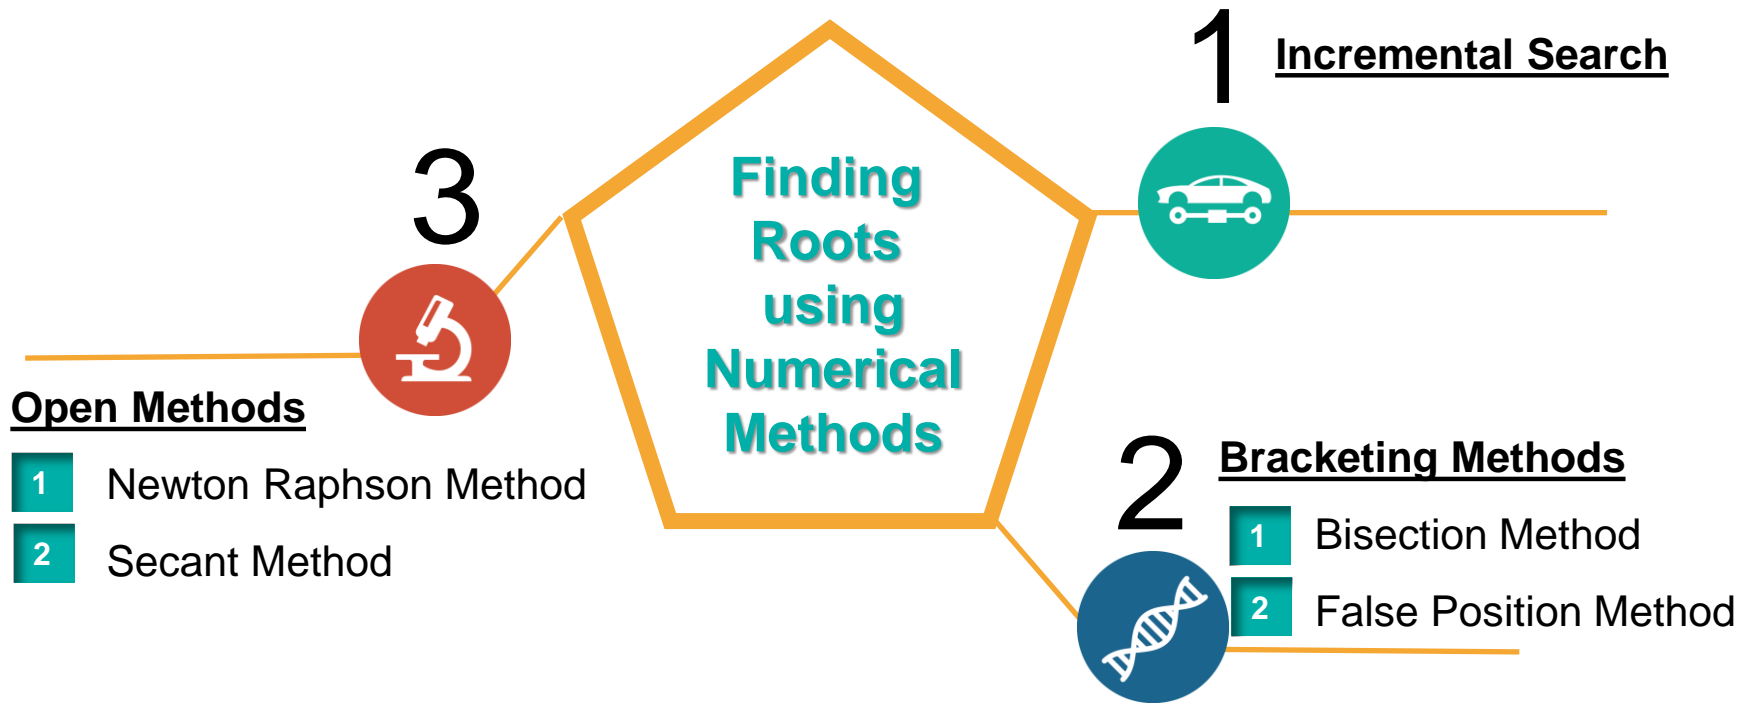 Finding
Roots
using
Numerical
Methods
1
Incremental Search
2
Bracketing Methods
1 Bisection Method
2 False Position Method
3
Open Methods
1 Newton Raphson Method
2 Secant Method